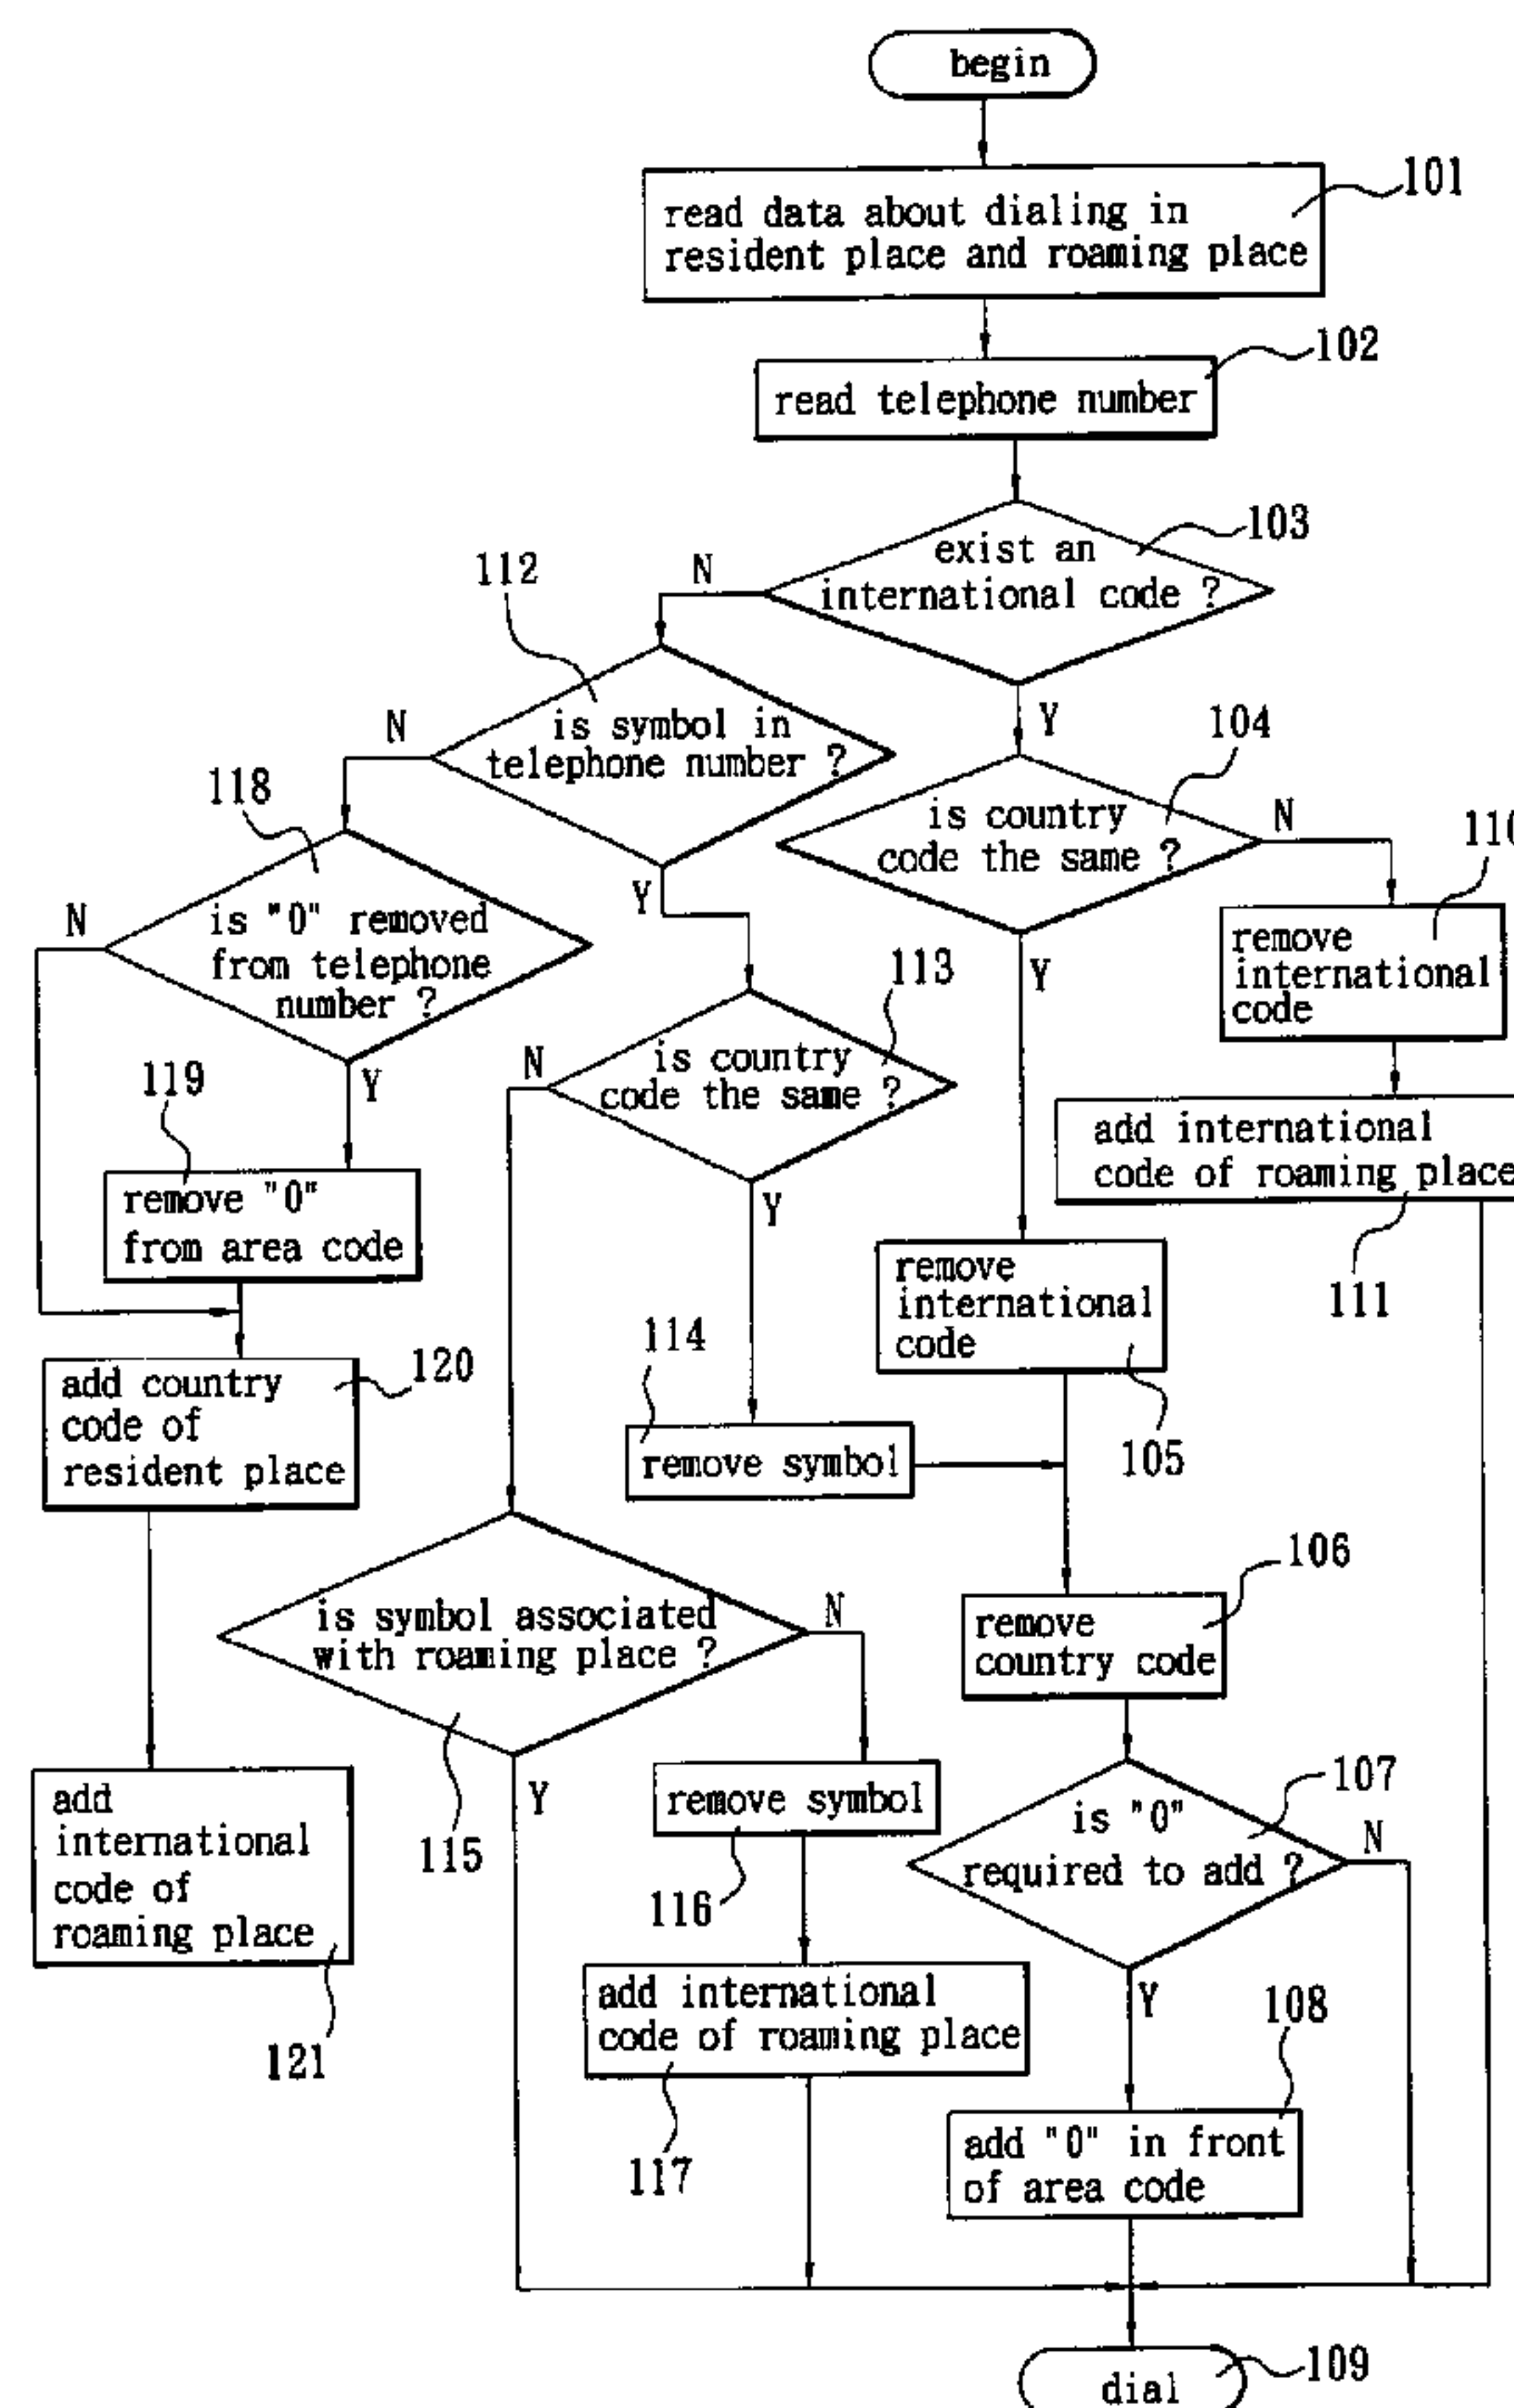 begin
101
read data about dialing in
resident place and roaming place
102
read telephone number
103
exist an
international code ?
N
Y
112
is symbol in
telephone number ?
N
Y
104
is country
code the same ?
N
Y
110
remove
international
code
118
is "0" removed
from telephone
number ?
N
Y
113
is country
code the same ?
N
Y
add international
code of roaming place
111
119
remove "0"
from area code
remove
international
code
105
114
remove symbol
120
add country
code of
resident place
106
remove
country code
is symbol associated
with roaming place ?
N
Y
115
remove symbol
116
107
is "0"
required to add ?
N
Y
add
international
code of
roaming place
121
add international
code of roaming place
117
108
add "0" in front
of area code
dial
109